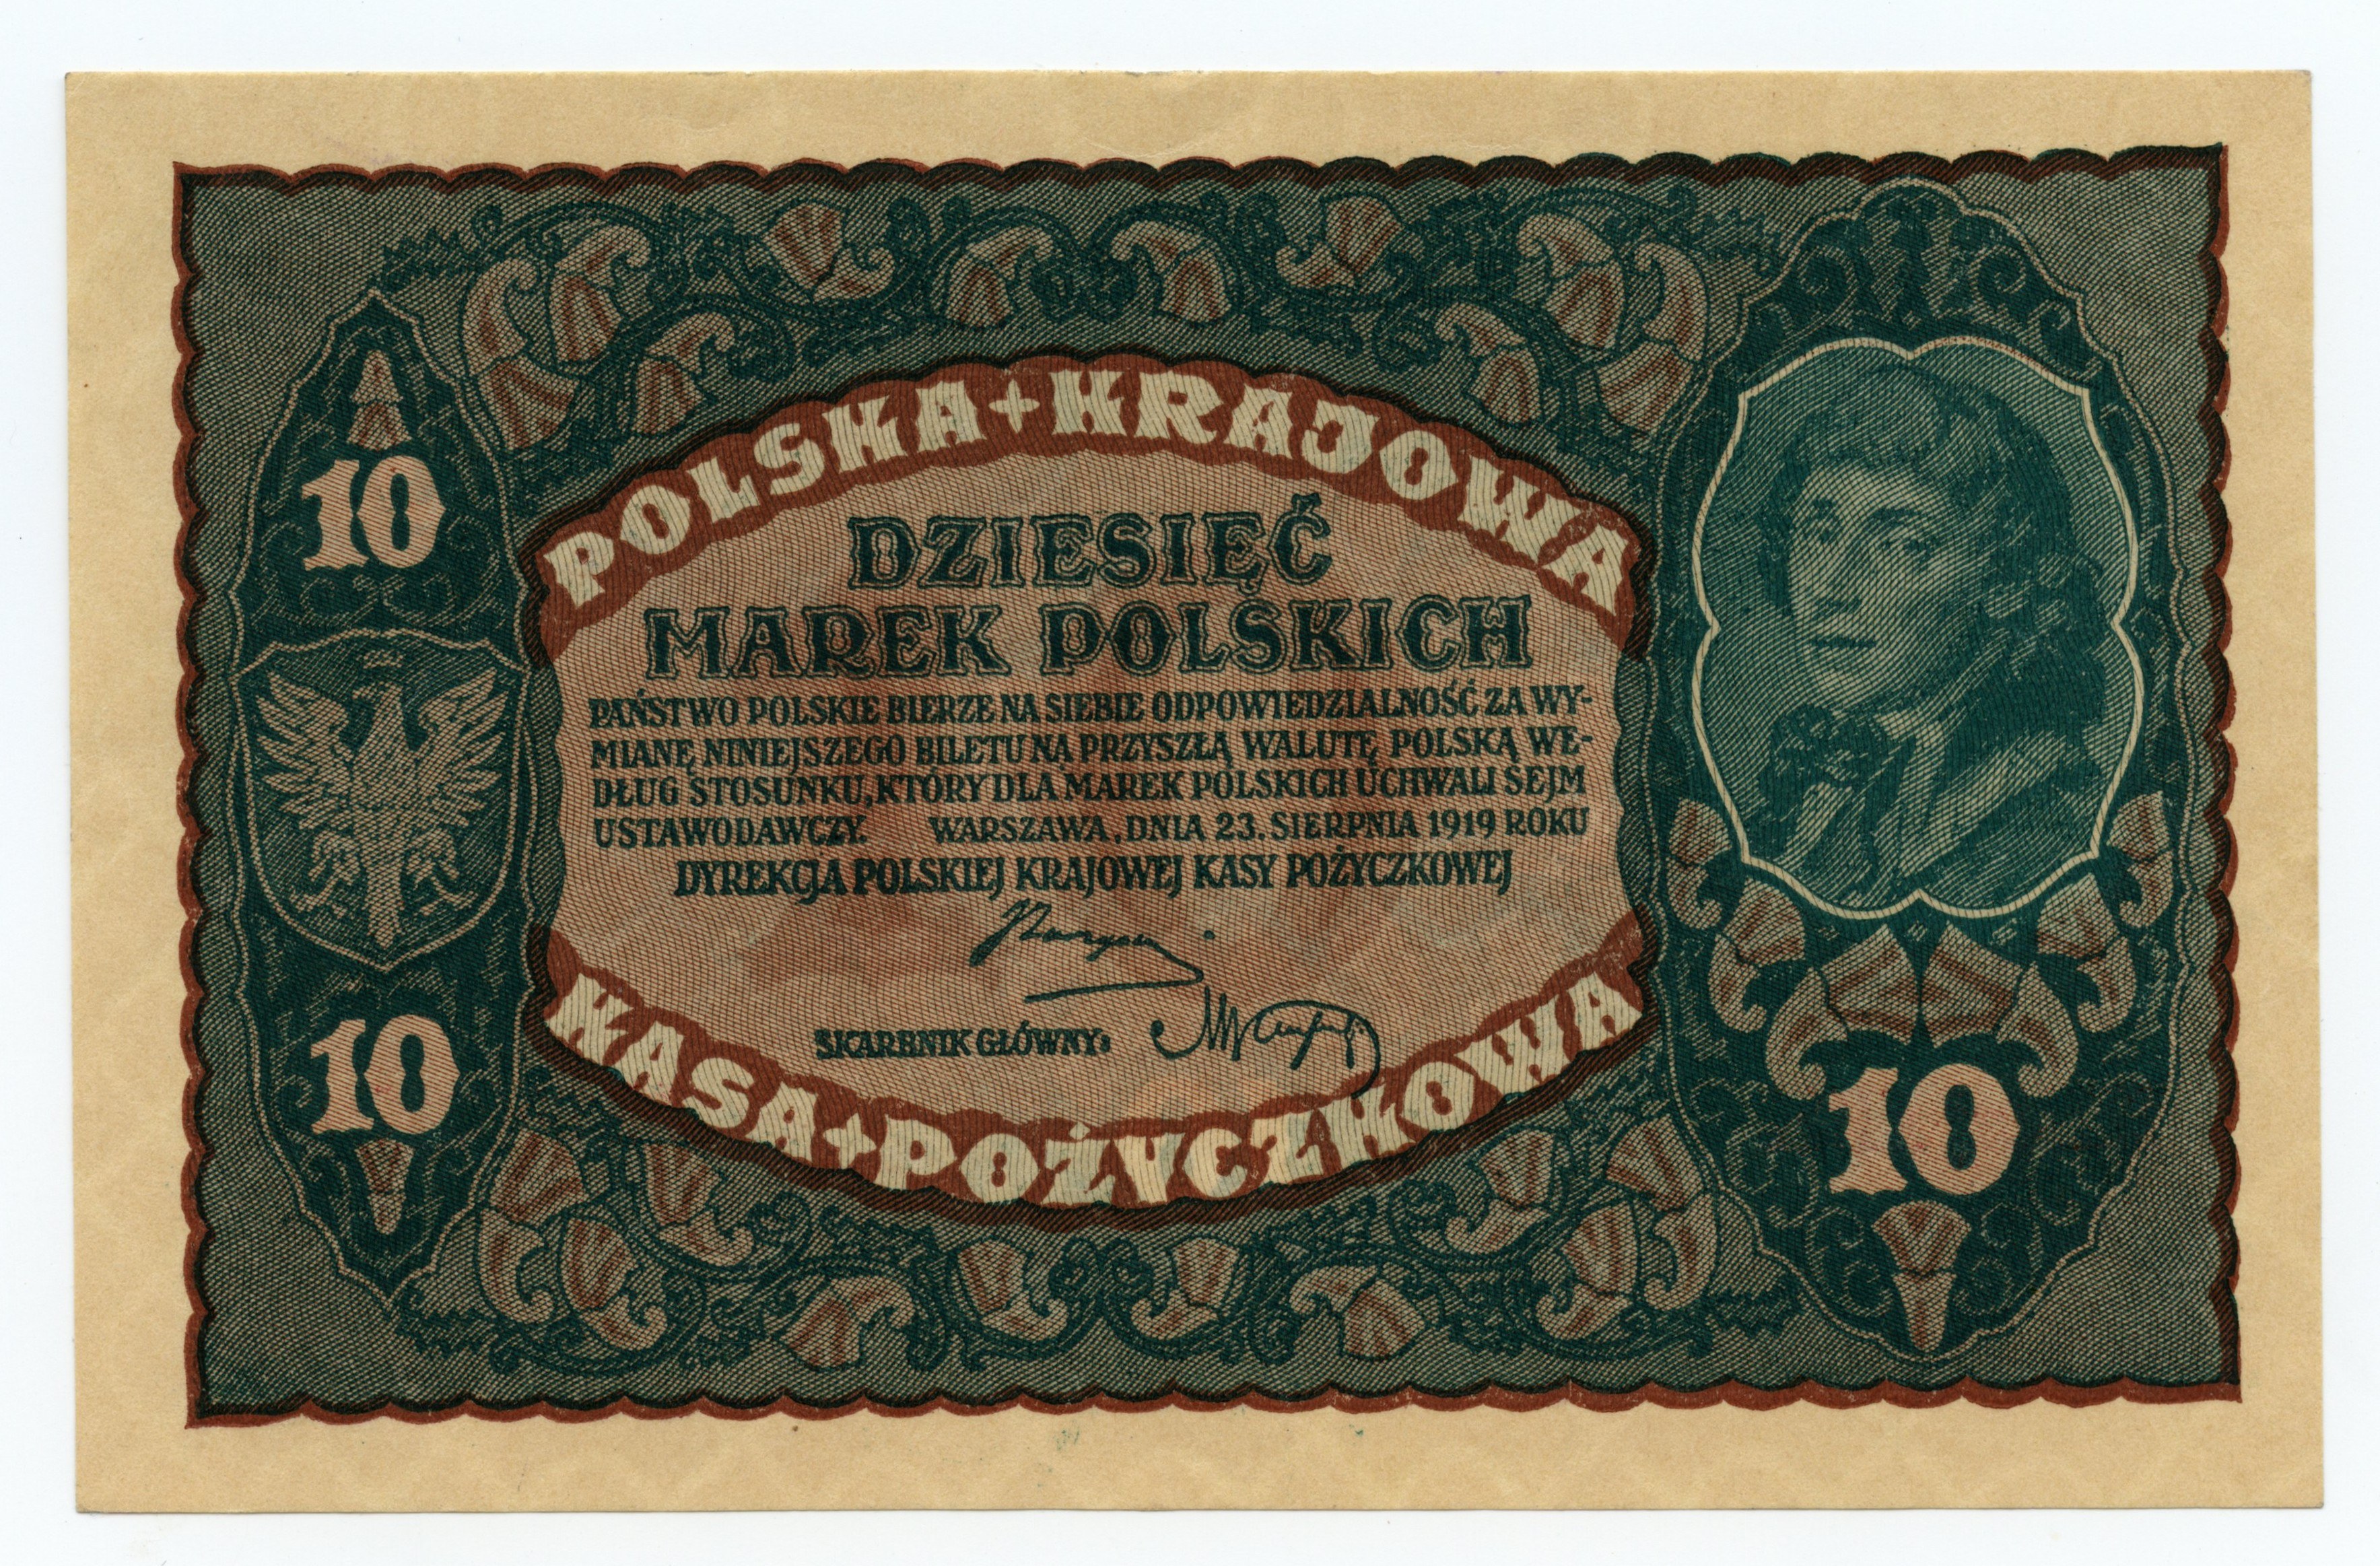 POLSKA + KRAJOWA
10
DZIESIĘĆ
MAREK POLSKICH
PAŃSTWO POLSKIE BIERZE NA SIEBIE ODPOWIEDZIALNOŚĆ ZA WY-
MIANĘ NINIEJSZEGO BILETU NA PRZYSZŁĄ WALUTĘ POLSKĄ WE-
DŁUG STOSUNKU, KTÓRY DLA MAREK POLSKICH UCHWALI SEJM
USTAWODAWCZY. WARSZAWA, DNIA 23. SIERPNIA 1919 ROKU
DYREKCJA POLSKIEJ KRAJOWEJ KASY POŻYCZKOWEJ
SKARBNIK GŁÓWNY:
10
10
KASA + POŻYCZKOWA